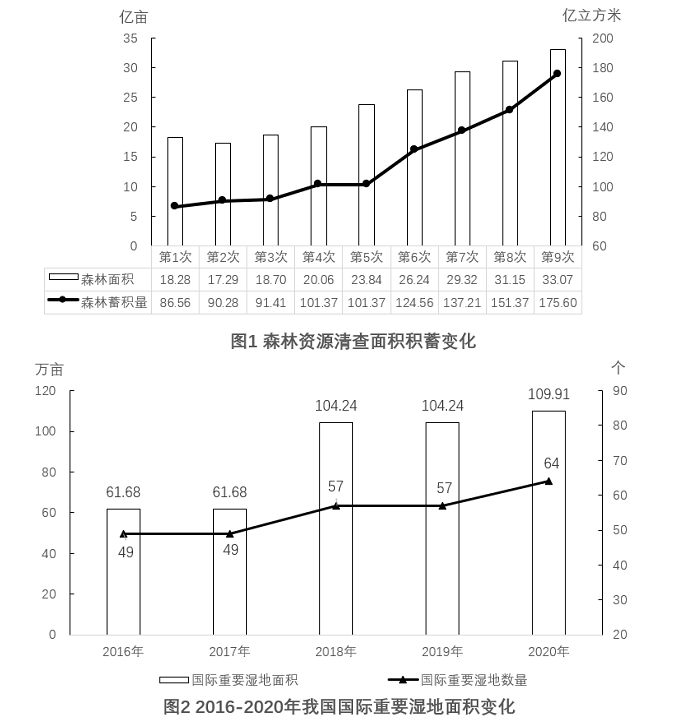 亿亩 亿立方米
35 200
30 180
25 160
20 140
15 120
10 100
5 80
0 60
第1次 第2次 第3次 第4次 第5次 第6次 第7次 第8次 第9次
森林面积 18.28 17.29 18.70 20.06 23.84 26.24 29.32 31.15 33.07
森林蓄积量 86.56 90.28 91.41 101.37 101.37 124.56 137.21 151.37 175.60
图1 森林资源清查面积积蓄变化
万亩 个
120 90
109.91
104.24 104.24
100 80
80 70
61.68 61.68
57 57 64
60 60
49 49
50
40 40
20 30
0 20
2016年 2017年 2018年 2019年 2020年
国际重要湿地面积 国际重要湿地数量
图2 2016-2020年我国国际重要湿地面积变化